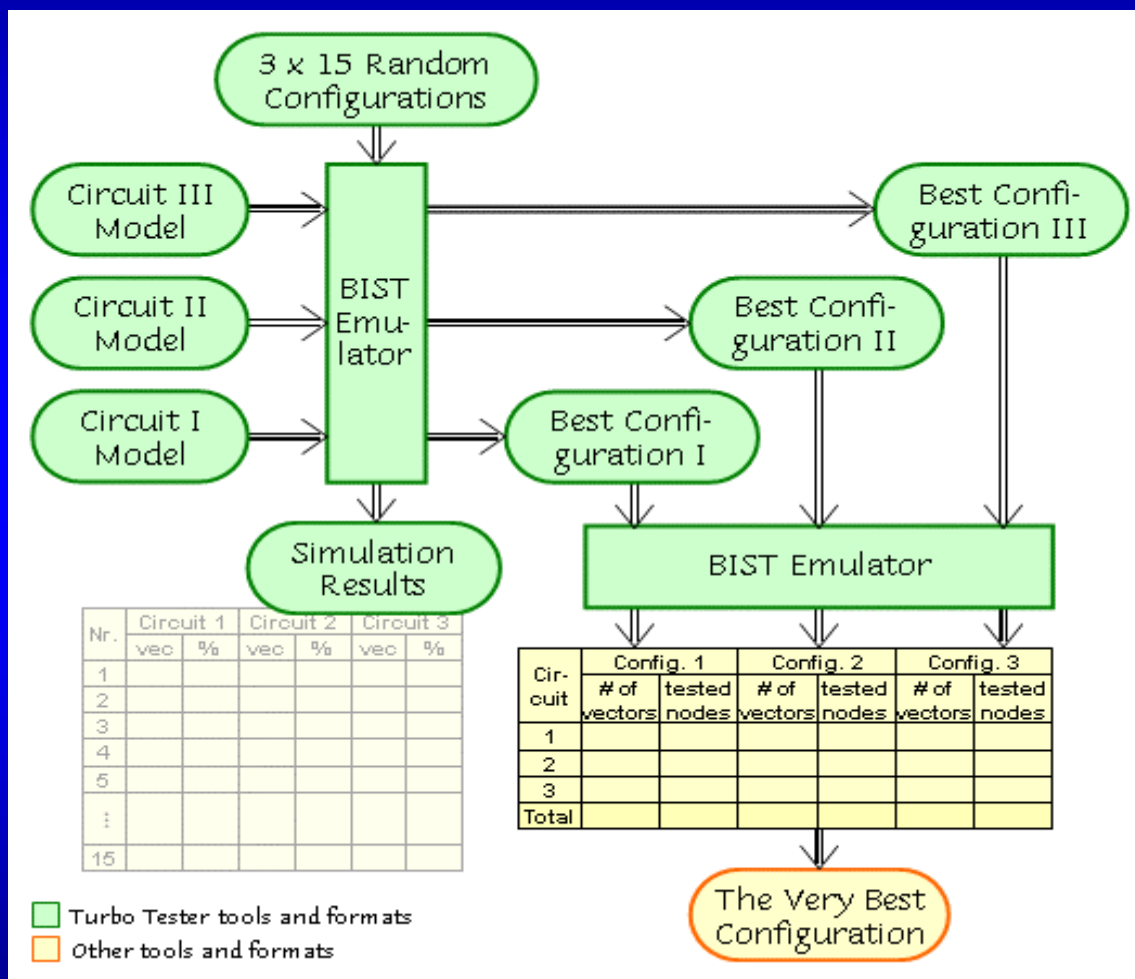 3 x 15 Random
Configurations
Circuit III
Model
Best Confi-
guration III
BIST
Emu-
lator
Circuit II
Model
Best Confi-
guration II
Circuit I
Model
Best Confi-
guration I
Simulation
Results
BIST Emulator
Nr. Circuit 1 Circuit 2 Circuit 3
vec % vec % vec %
1
2
3
4
5
⋮
15
Cir-
cuit
Config. 1 Config. 2 Config. 3
# of tested # of tested # of tested
vectors nodes vectors nodes vectors nodes
1
2
3
Total
The Very Best
Configuration
Turbo Tester tools and formats
Other tools and formats